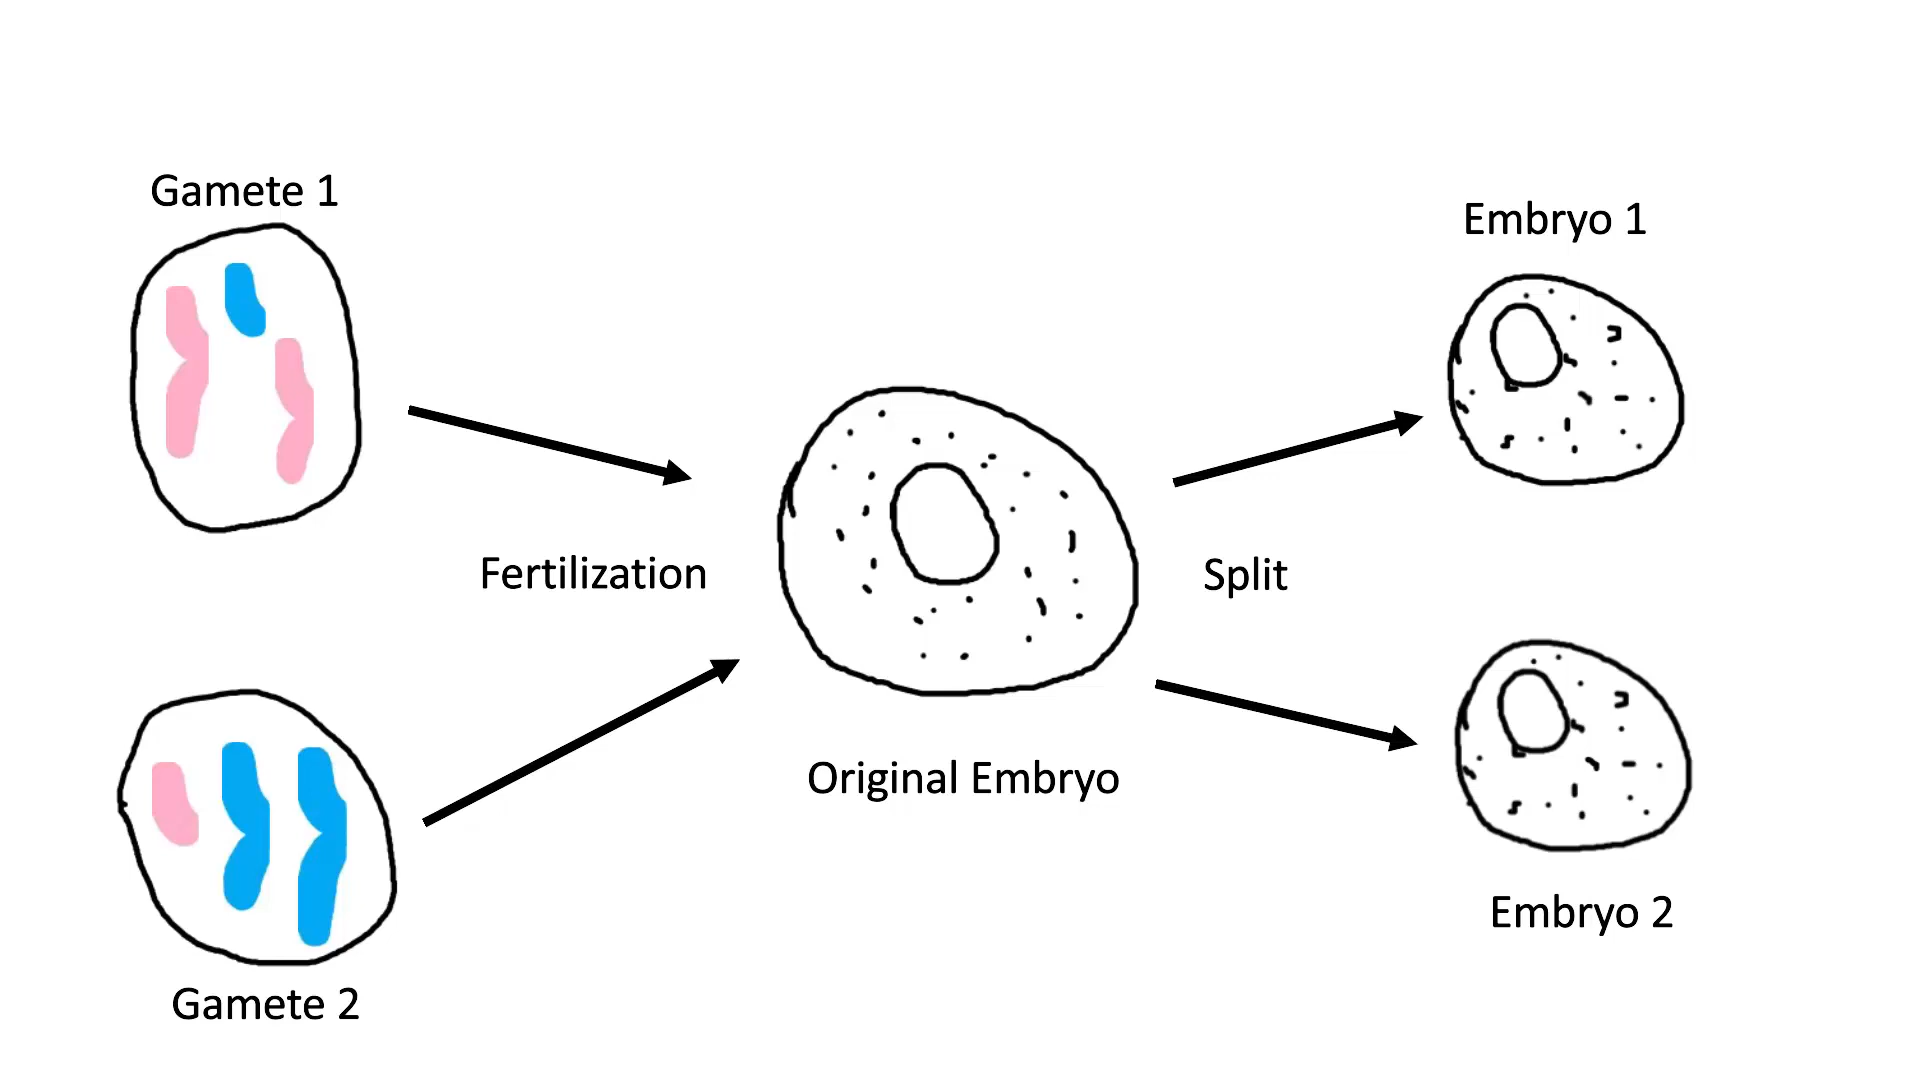 Gamete 1
Embryo 1
Fertilization
Split
Original Embryo
Embryo 2
Gamete 2